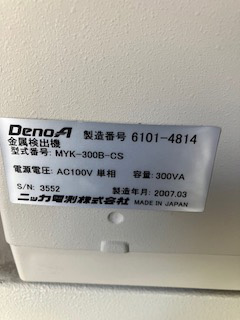 DenoA 製造番号 6101-4814
金属検出機
型式番号: MYK-300B-CS
電源電圧: AC100V 単相 容量: 300VA
S/N: 3552 製造年月: 2007.03
ニッカ電測株式会社 MADE IN JAPAN